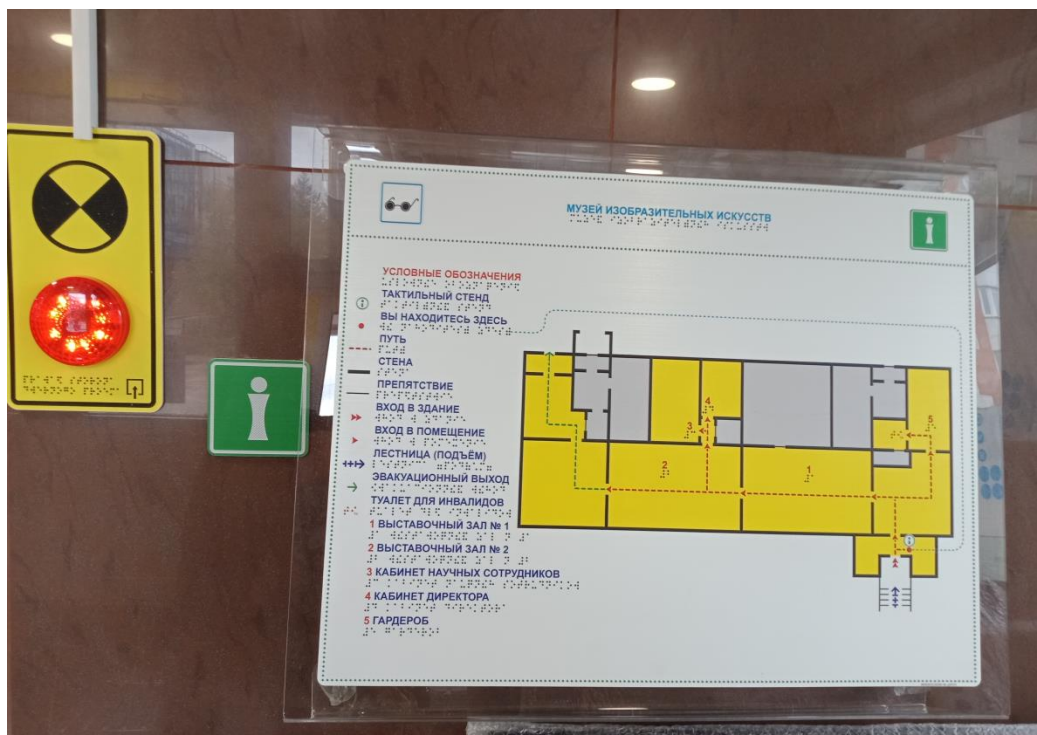 МУЗЕЙ ИЗОБРАЗИТЕЛЬНЫХ ИСКУССТВ
УСЛОВНЫЕ ОБОЗНАЧЕНИЯ
ТАКТИЛЬНЫЙ СТЕНД
ВЫ НАХОДИТЕСЬ ЗДЕСЬ
ПУТЬ
СТЕНА
ПРЕПЯТСТВИЕ
ВХОД В ЗДАНИЕ
ВХОД В ПОМЕЩЕНИЕ
ЛЕСТНИЦА (ПОДЪЁМ)
ЭВАКУАЦИОННЫЙ ВЫХОД
ТУАЛЕТ ДЛЯ ИНВАЛИДОВ
1 ВЫСТАВОЧНЫЙ ЗАЛ № 1
2 ВЫСТАВОЧНЫЙ ЗАЛ № 2
3 КАБИНЕТ НАУЧНЫХ СОТРУДНИКОВ
4 КАБИНЕТ ДИРЕКТОРА
5 ГАРДЕРОБ
4
3
5
2
1